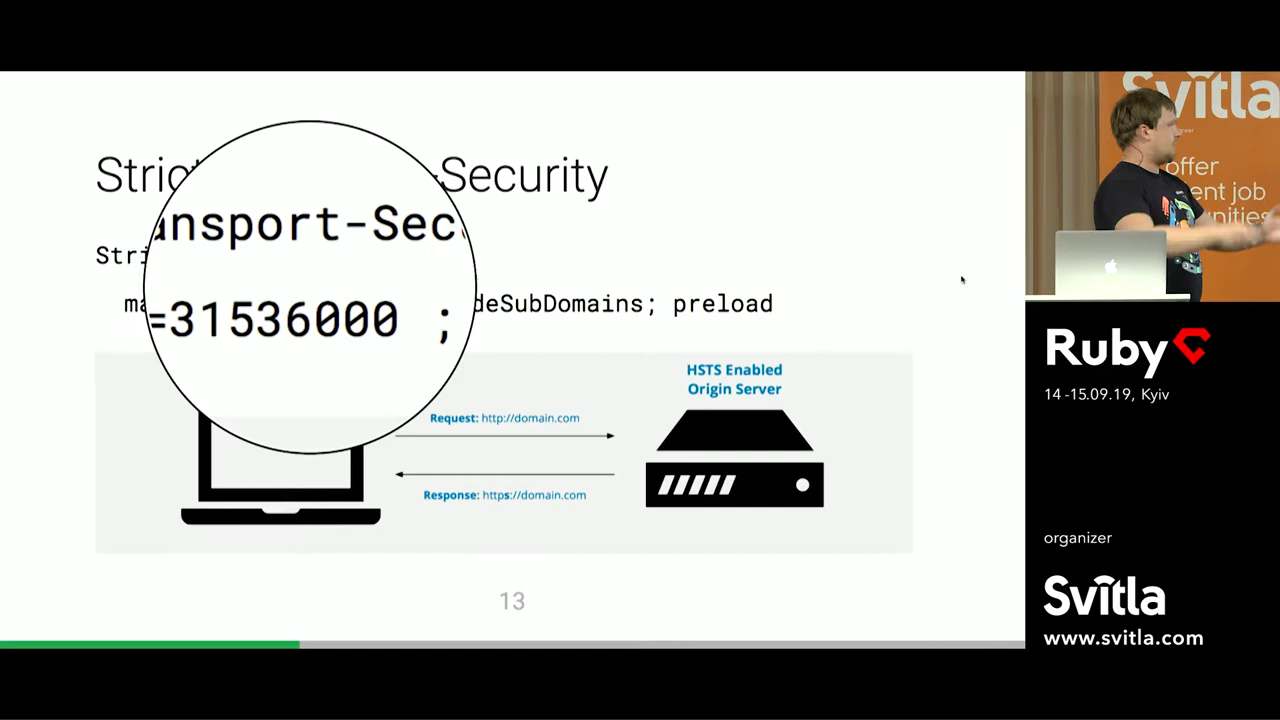 Stric -Security
ansport-Sec
Stri
ma deSubDomains; preload
=31536000 ;
HSTS Enabled
Origin Server
Request: http://domain.com
Response: https://domain.com
13
Svitla
offer
ent job
nities
Ruby
14 -15.09.19, Kyiv
organizer
Svitla
www.svitla.com